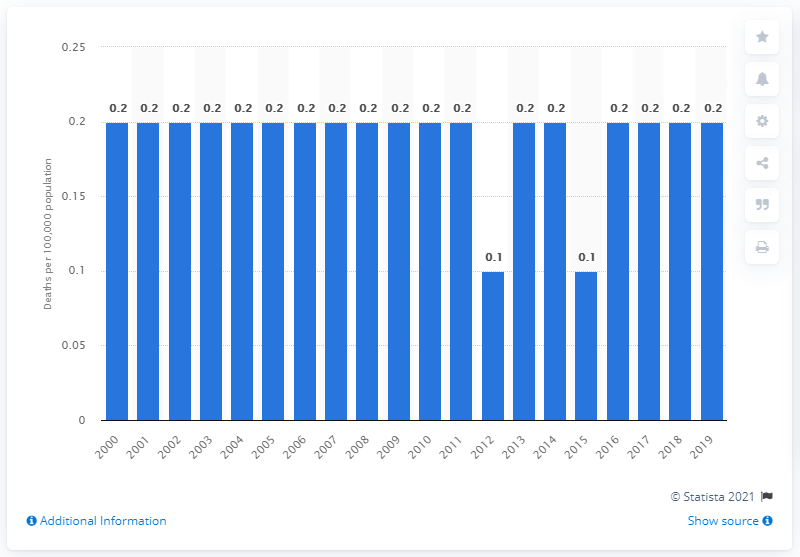 0.25
0.2 0.2 0.2 0.2 0.2 0.2 0.2 0.2 0.2 0.2 0.2 0.2 0.2 0.2 0.2 0.2 0.2 0.2
0.2
0.15
0.1 0.1
0.1
0.05
0
Deaths per 100,000 population
2000 2001 2002 2003 2004 2005 2006 2007 2008 2009 2010 2011 2012 2013 2014 2015 2016 2017 2018 2019
© Statista 2021
Additional Information
Show source